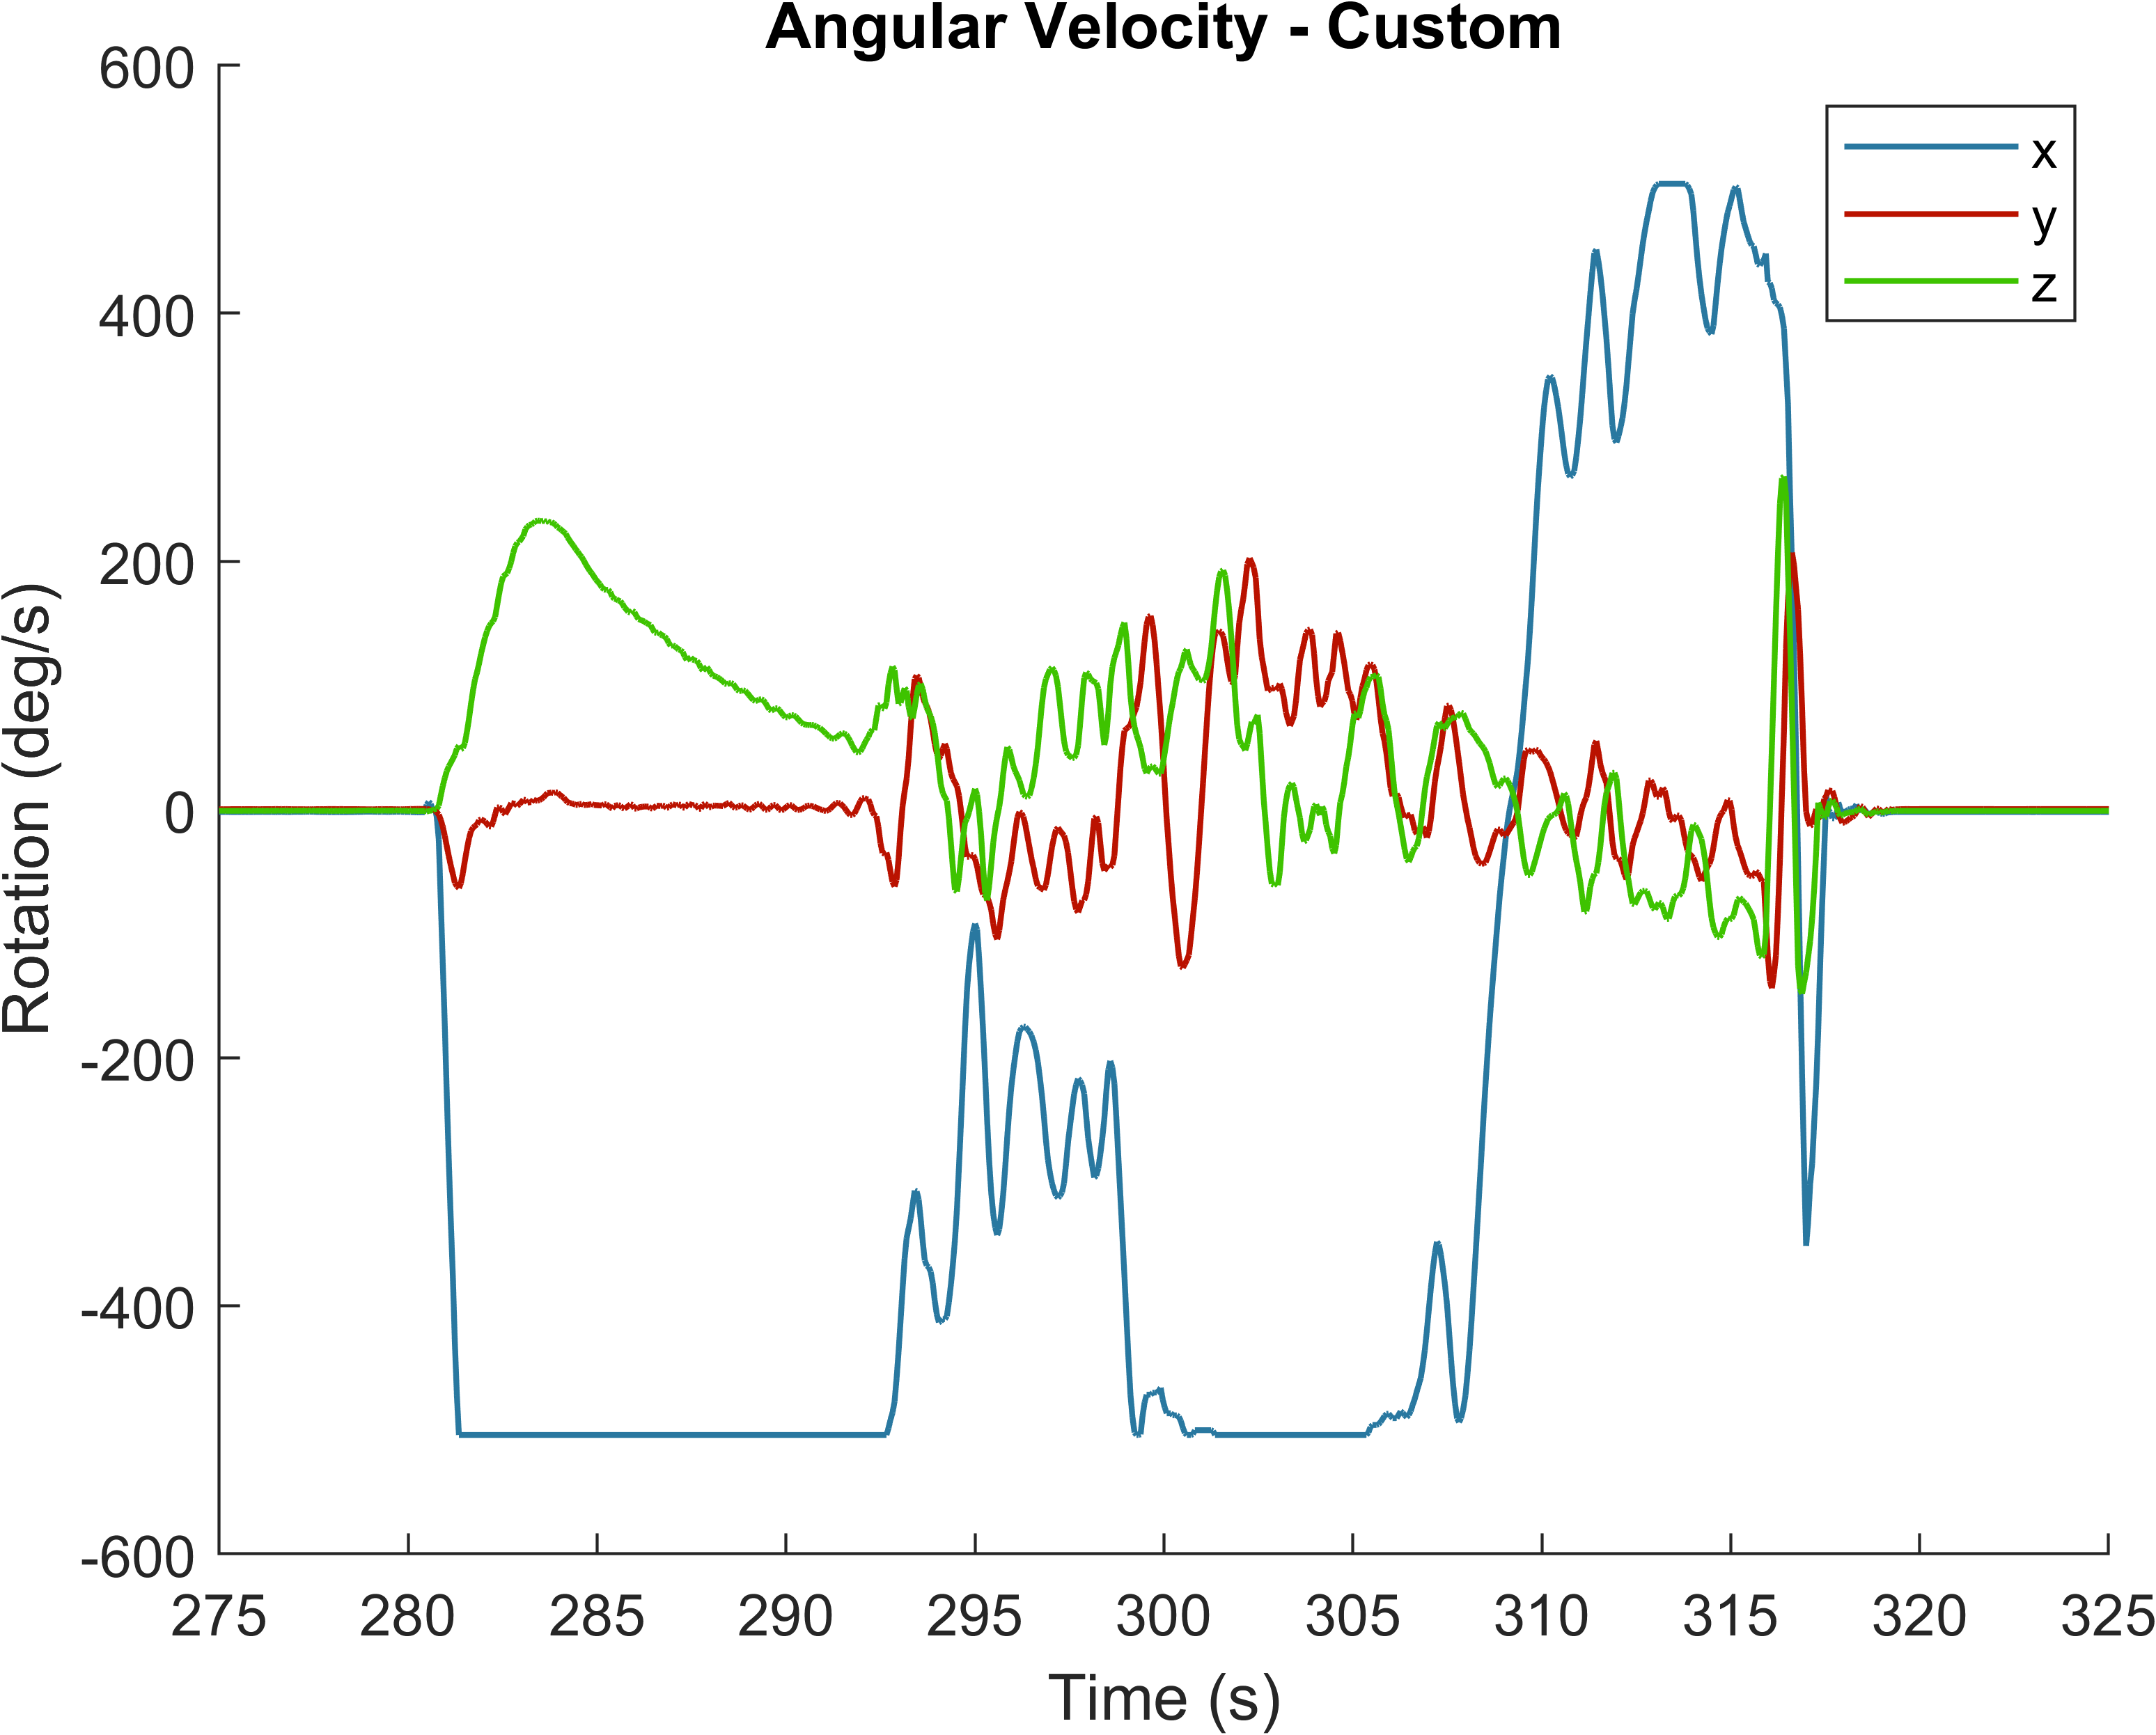 Angular Velocity - Custom
600
400
200
0
-200
-400
-600
Rotation (deg/s)
x
y
z
275 280 285 290 295 300 305 310 315 320 325
Time (s)